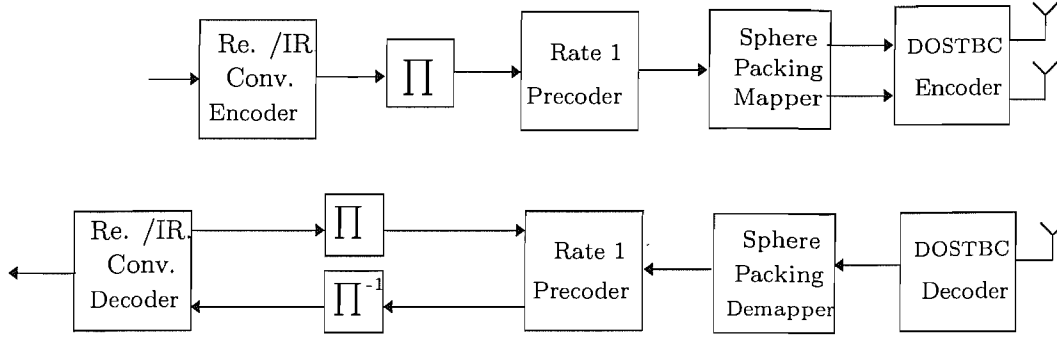 Re. /IR.
Conv.
Encoder
∏
Rate 1
Precoder
Sphere
Packing
Mapper
DOSTBC
Encoder
Re. /IR.
Conv.
Decoder
∏
∏⁻¹
Rate 1
Precoder
Sphere
Packing
Demapper
DOSTBC
Decoder